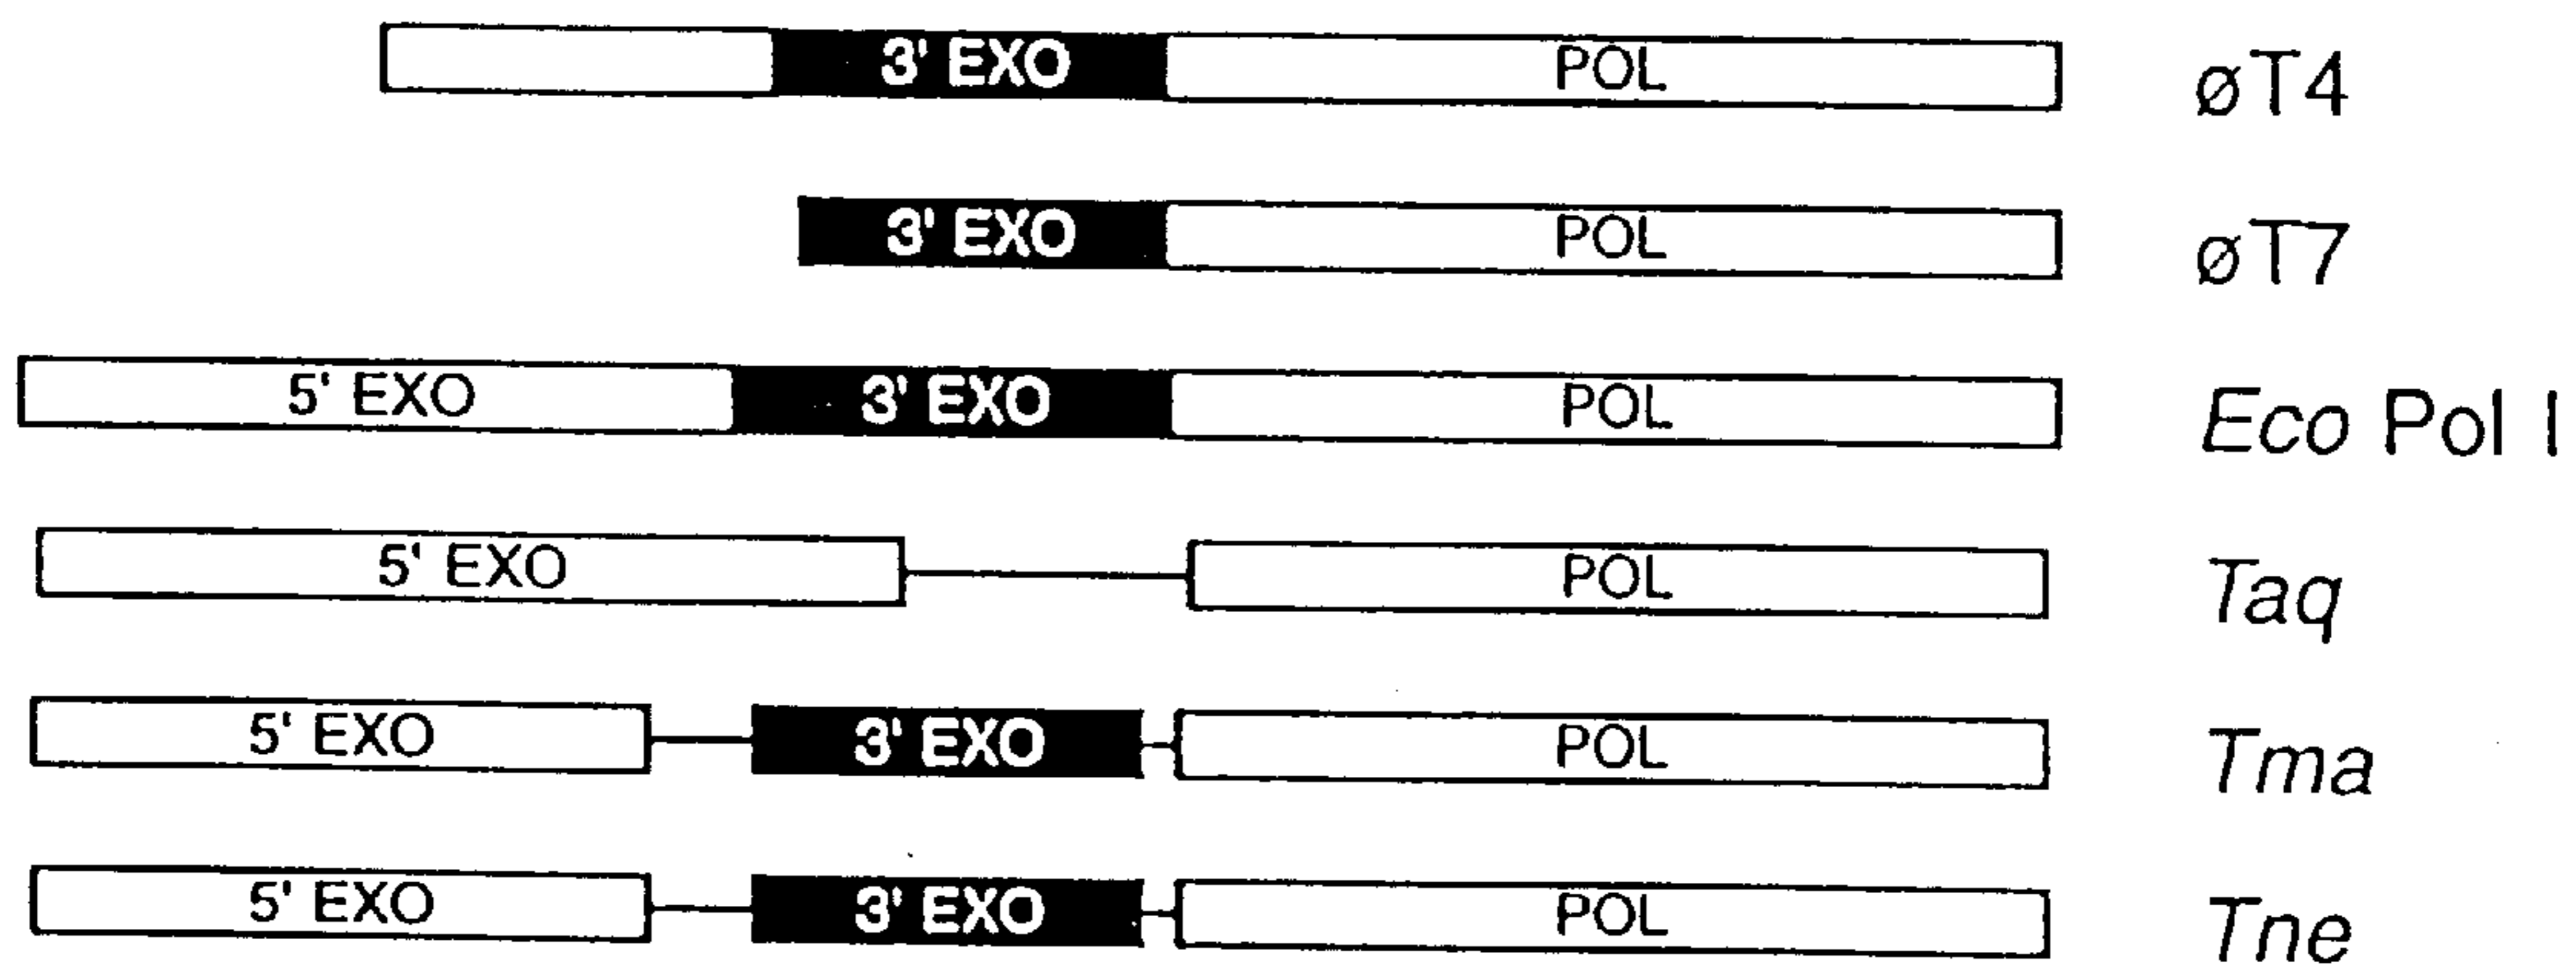 3' EXO POL øT4
3' EXO POL øT7
5' EXO 3' EXO POL Eco Pol I
5' EXO POL Taq
5' EXO 3' EXO POL Tma
5' EXO 3' EXO POL Tne